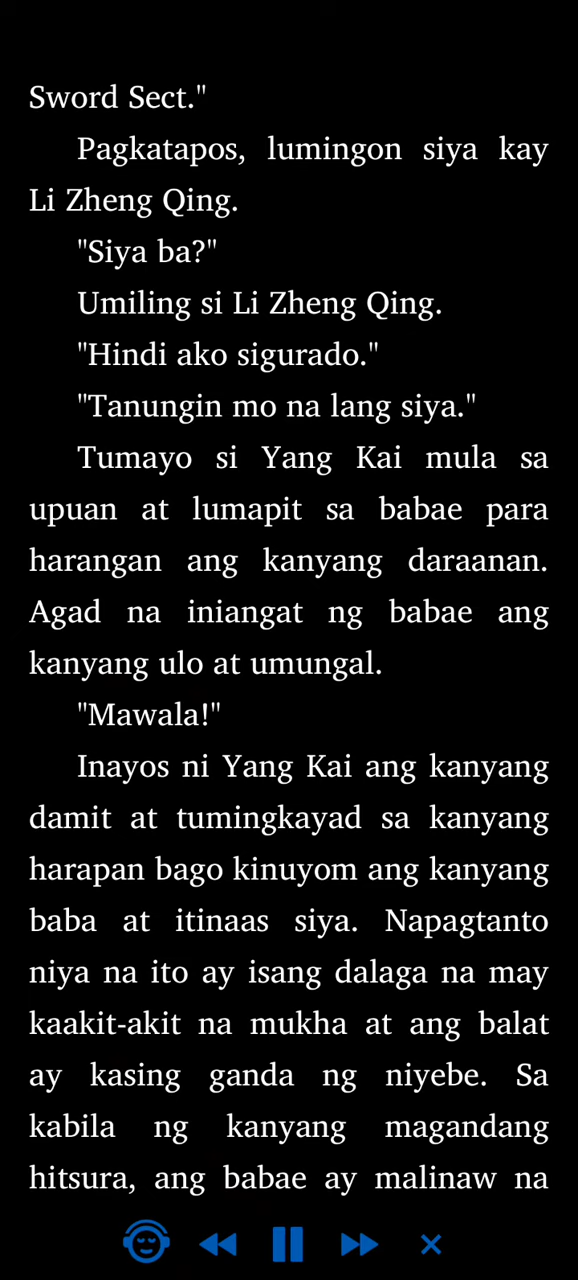 Sword Sect."
Pagkatapos, lumingon siya kay
Li Zheng Qing.
"Siya ba?"
Umiling si Li Zheng Qing.
"Hindi ako sigurado."
"Tanungin mo na lang siya."
Tumayo si Yang Kai mula sa
upuan at lumapit sa babae para
harangan ang kanyang daraanan.
Agad na iniangat ng babae ang
kanyang ulo at umungal.
"Mawala!"
Inayos ni Yang Kai ang kanyang
damit at tumingkayad sa kanyang
harapan bago kinuyom ang kanyang
baba at itinaas siya. Napagtanto
niya na ito ay isang dalaga na may
kaakit-akit na mukha at ang balat
ay kasing ganda ng niyebe. Sa
kabila ng kanyang magandang
hitsura, ang babae ay malinaw na